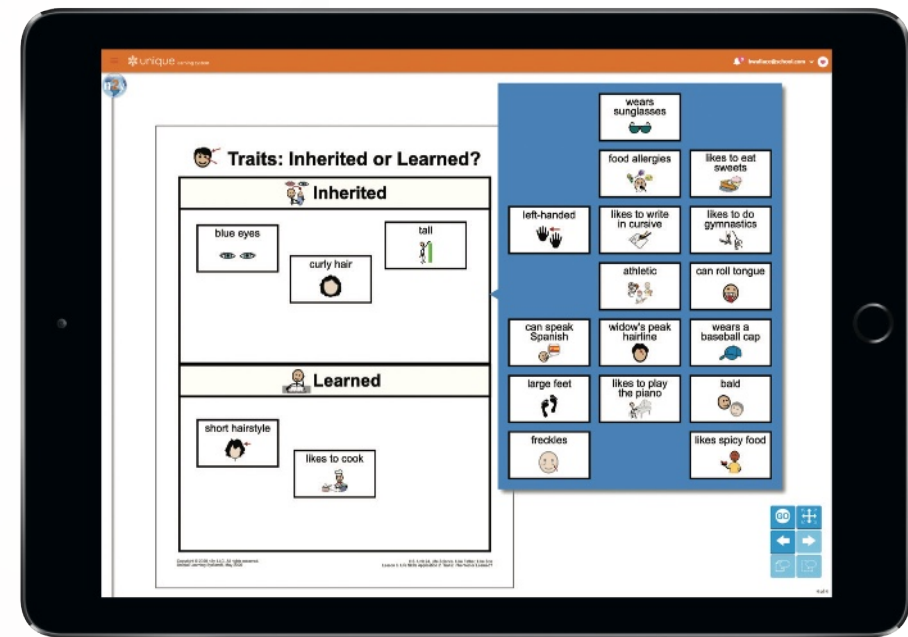 unique learning system
n2y
Traits: Inherited or Learned?
Inherited
blue eyes
curly hair
tall
Learned
short hairstyle
likes to cook
wears
sunglasses
food allergies
likes to eat
sweets
left-handed
likes to write
in cursive
likes to do
gymnastics
athletic
can roll tongue
can speak
Spanish
widow's peak
hairline
wears a
baseball cap
large feet
likes to play
the piano
bald
freckles
likes spicy food
GO